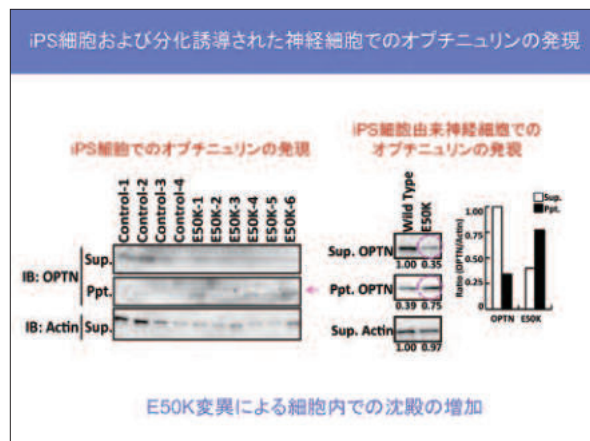 iPS細胞および分化誘導された神経細胞でのオプチニュリンの発現
iPS細胞でのオプチニュリンの発現
Control-1
Control-2
Control-3
Control-4
E50K-1
E50K-2
E50K-3
E50K-4
E50K-5
E50K-6
IB: OPTN
Sup.
Ppt.
IB: Actin
Sup.
iPS細胞由来神経細胞での
オプチニュリンの発現
Wild Type
E50K
Sup. OPTN
1.00 0.35
Ppt. OPTN
0.39 0.75
Sup. Actin
1.00 0.97
Sup.
Ppt.
Ratio (OPTN/Actin)
1.00
0.75
0.50
0.25
0
OPTN E50K
E50K変異による細胞内での沈殿の増加